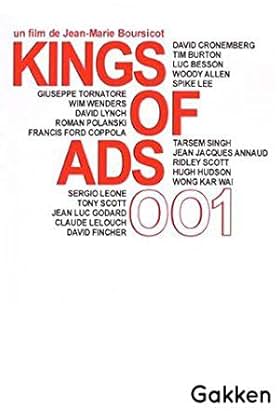 un film de Jean-Marie Boursicot
KINGS
DAVID CRONEMBERG
TIM BURTON
LUC BESSON
WOODY ALLEN
SPIKE LEE
GIUSEPPE TORNATORE
WIM WENDERS
DAVID LYNCH
ROMAN POLANSKI
FRANCIS FORD COPPOLA
OF
ADS
TARSEM SINGH
JEAN JACQUES ANNAUD
RIDLEY SCOTT
HUGH HUDSON
WONG KAR WAI
SERGIO LEONE
TONY SCOTT
JEAN LUC GODARD
CLAUDE LELOUCH
DAVID FINCHER
001
Gakken